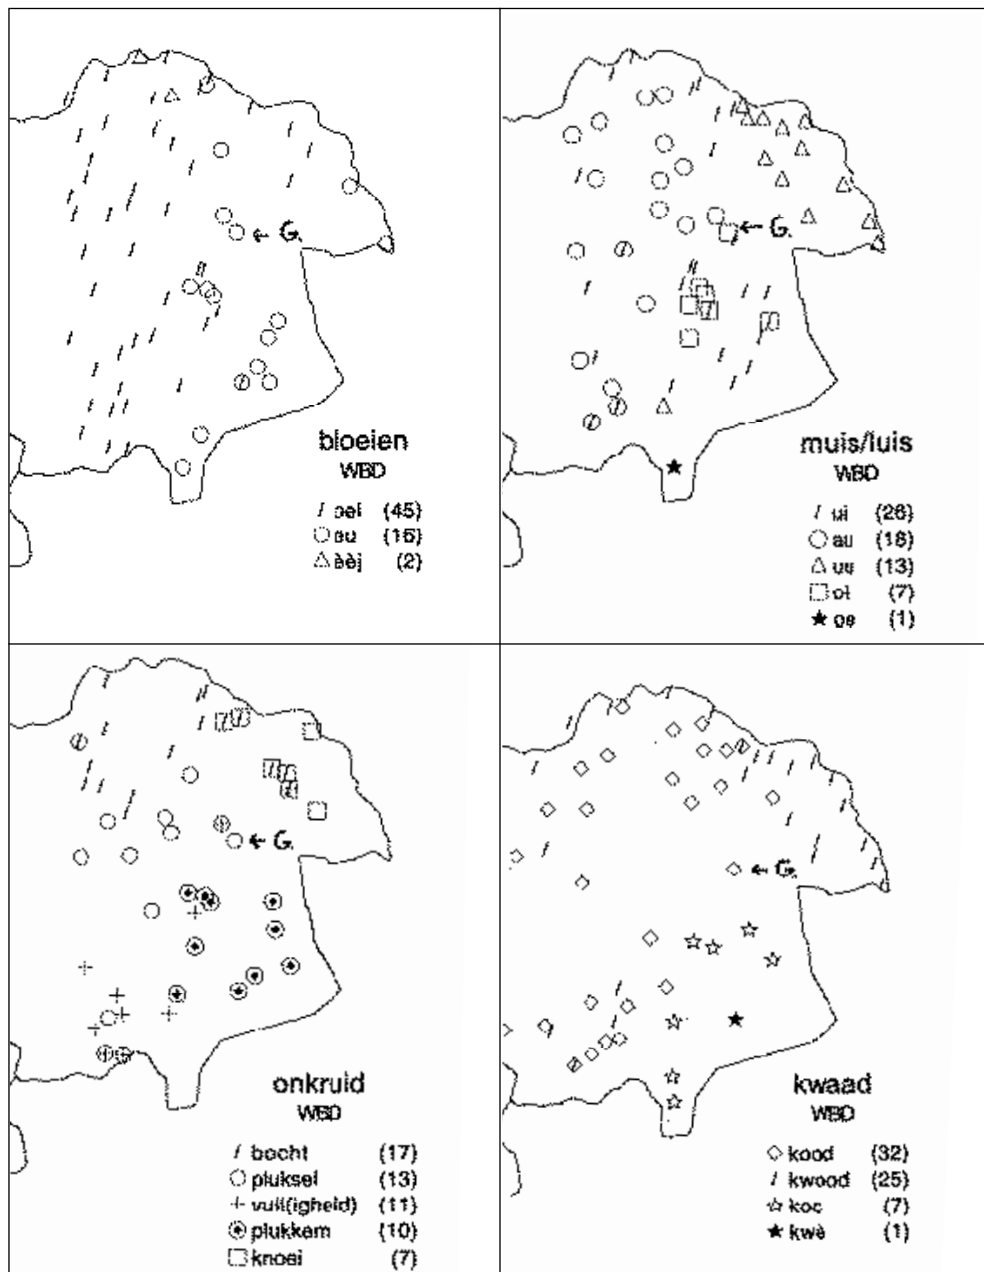 ← G.
bloeien
WBD
/ oei (45)
○ eu (16)
△ èèj (2)
← G.
muis/luis
WBD
/ ui (26)
○ au (18)
△ uu (13)
□ oi (7)
★ oe (1)
← G.
onkruid
WBD
/ bocht (17)
○ pluksel (13)
+ vuil(igheid) (11)
plukkem (10)
□ knoei (7)
← G.
kwaad
WBD
◇ kood (32)
/ kwood (25)
☆ koc (7)
★ kwè (1)